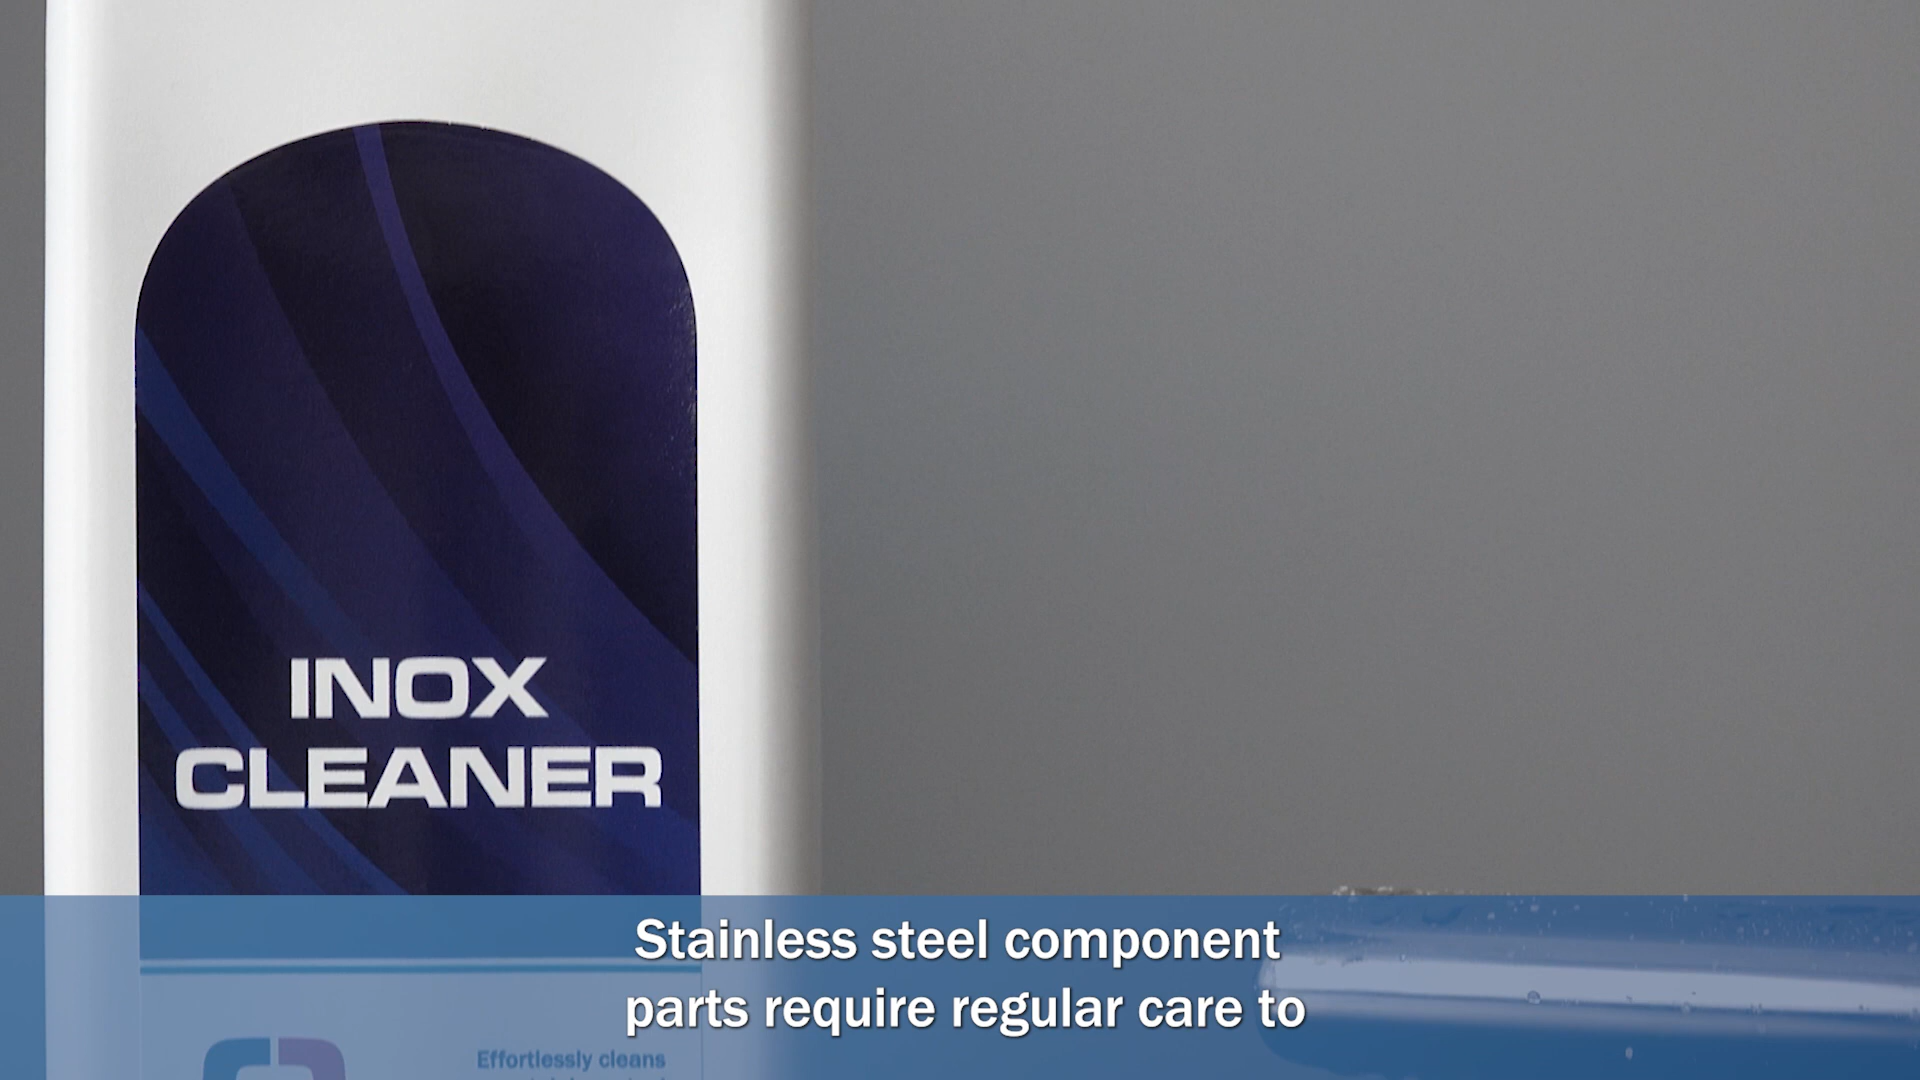 INOX
CLEANER
Stainless steel component
parts require regular care to
Effortlessly cleans